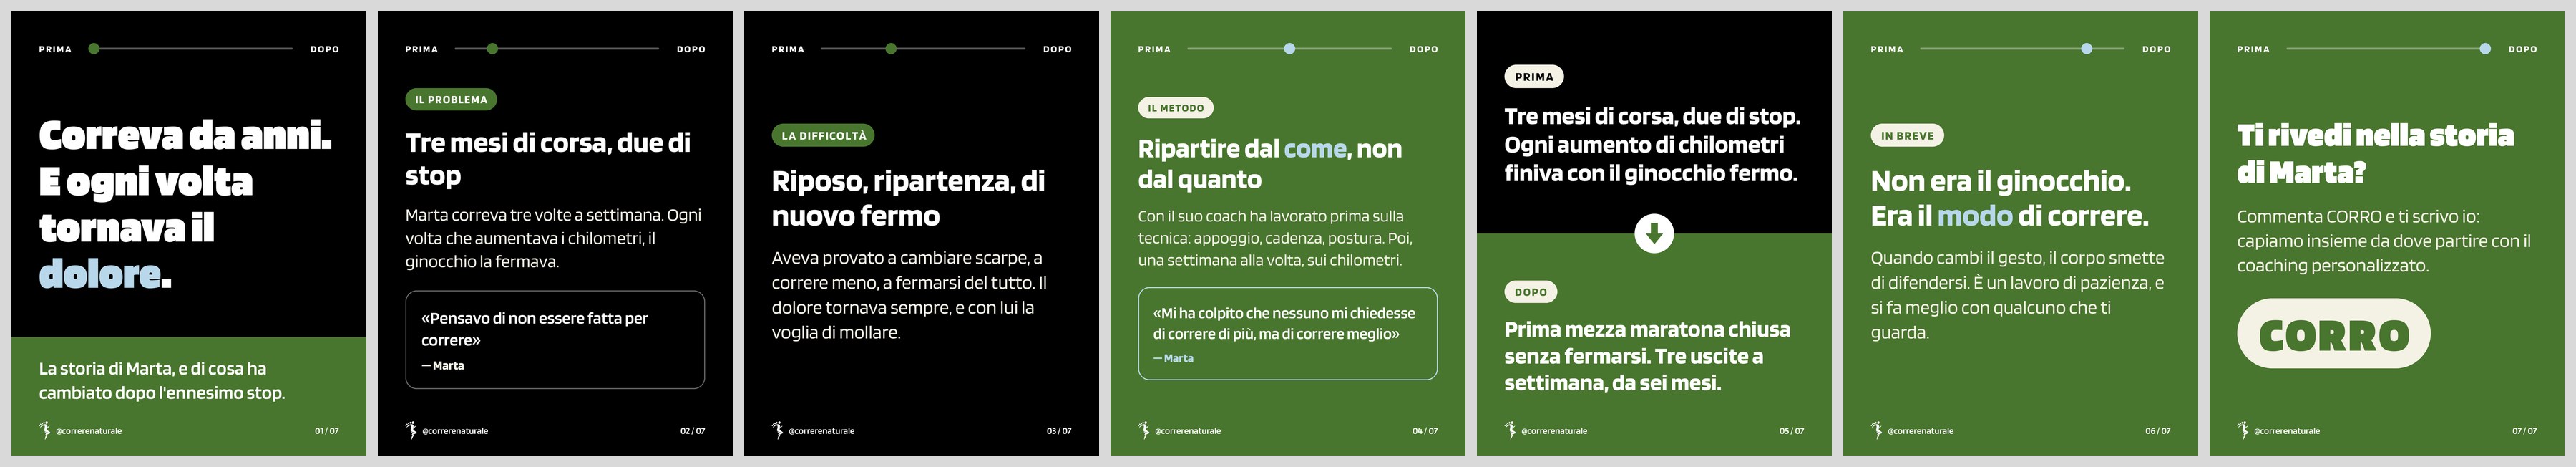 PRIMA DOPO
Correva da anni.
E ogni volta
tornava il
dolore.
La storia di Marta, e di cosa ha
cambiato dopo l'ennesimo stop.
@correrenaturale 01 / 07
PRIMA DOPO
IL PROBLEMA
Tre mesi di corsa, due di
stop
Marta correva tre volte a settimana. Ogni
volta che aumentava i chilometri, il
ginocchio la fermava.
«Pensavo di non essere fatta per
correre»
— Marta
@correrenaturale 02 / 07
PRIMA DOPO
LA DIFFICOLTÀ
Riposo, ripartenza, di
nuovo fermo
Aveva provato a cambiare scarpe, a
correre meno, a fermarsi del tutto. Il
dolore tornava sempre, e con lui la
voglia di mollare.
@correrenaturale 03 / 07
PRIMA DOPO
IL METODO
Ripartire dal come, non
dal quanto
Con il suo coach ha lavorato prima sulla
tecnica: appoggio, cadenza, postura. Poi,
una settimana alla volta, sui chilometri.
«Mi ha colpito che nessuno mi chiedesse
di correre di più, ma di correre meglio»
— Marta
@correrenaturale 04 / 07
PRIMA
Tre mesi di corsa, due di stop.
Ogni aumento di chilometri
finiva con il ginocchio fermo.
DOPO
Prima mezza maratona chiusa
senza fermarsi. Tre uscite a
settimana, da sei mesi.
@correrenaturale 05 / 07
PRIMA DOPO
IN BREVE
Non era il ginocchio.
Era il modo di correre.
Quando cambi il gesto, il corpo smette
di difendersi. È un lavoro di pazienza, e
si fa meglio con qualcuno che ti
guarda.
@correrenaturale 06 / 07
PRIMA DOPO
Ti rivedi nella storia
di Marta?
Commenta CORRO e ti scrivo io:
capiamo insieme da dove partire con il
coaching personalizzato.
CORRO
@correrenaturale 07 / 07